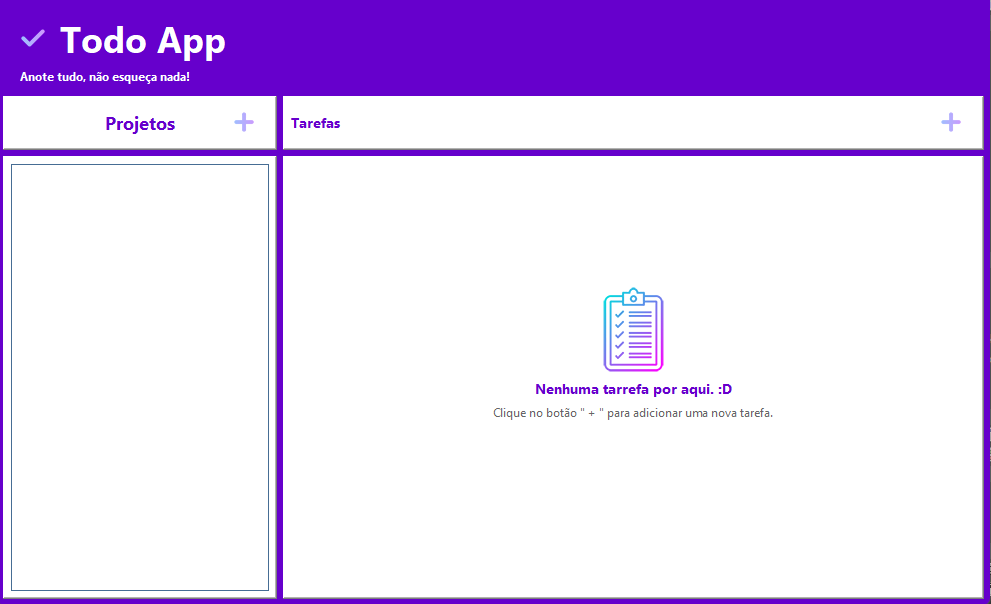 Todo App
Anote tudo, não esqueça nada!
Projetos
Tarefas
Nenhuma tarrefa por aqui. :D
Clique no botão " + " para adicionar uma nova tarefa.